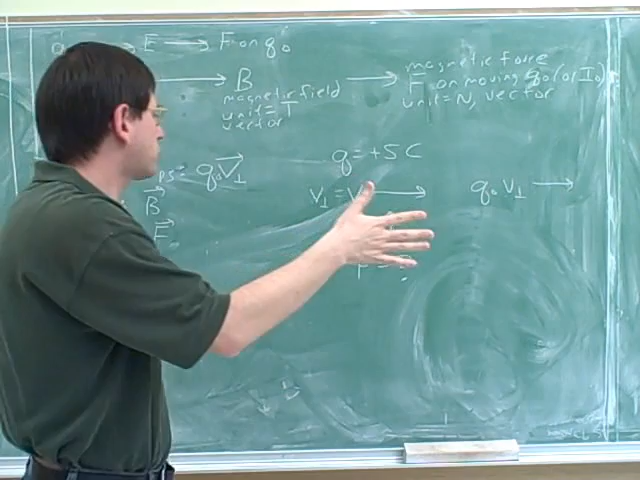 E → F on q₀
→ B → magnetic force
magnetic field F on moving q₀ (or I₀)
unit = T unit = N, vector
vector
q = +5 C
ps = q₀V⊥
V⊥ = V → q₀ V⊥ →
B
F
F = ?